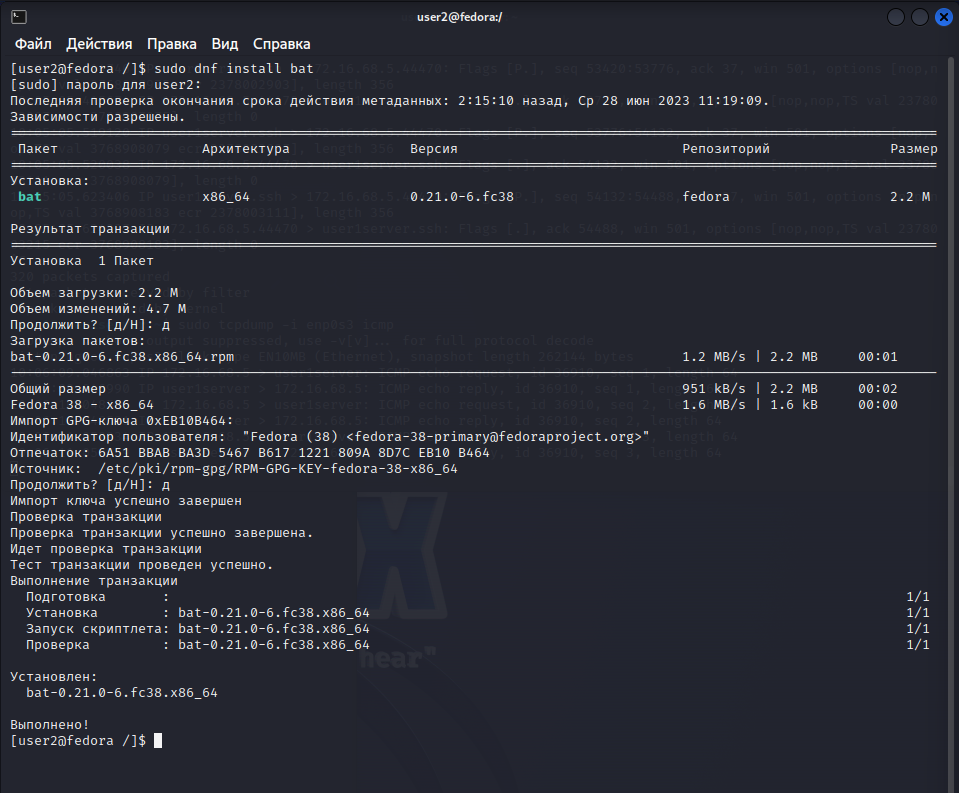 user2@fedora:/
Файл Действия Правка Вид Справка
[user2@fedora /]$ sudo dnf install bat
[sudo] пароль для user2:
Последняя проверка окончания срока действия метаданных: 2:15:10 назад, Ср 28 июн 2023 11:19:09.
Зависимости разрешены.
Пакет Архитектура Версия Репозиторий Размер
Установка:
bat x86_64 0.21.0-6.fc38 fedora 2.2 M
Результат транзакции
Установка 1 Пакет
Объем загрузки: 2.2 M
Объем изменений: 4.7 M
Продолжить? [д/Н]: д
Загрузка пакетов:
bat-0.21.0-6.fc38.x86_64.rpm 1.2 MB/s | 2.2 MB 00:01
Общий размер 951 kB/s | 2.2 MB 00:02
Fedora 38 - x86_64 1.6 MB/s | 1.6 kB 00:00
Импорт GPG-ключа 0xEB10B464:
Идентификатор пользователя: "Fedora (38) <fedora-38-primary@fedoraproject.org>"
Отпечаток: 6A51 BBAB BA3D 5467 B617 1221 809A 8D7C EB10 B464
Источник: /etc/pki/rpm-gpg/RPM-GPG-KEY-fedora-38-x86_64
Продолжить? [д/Н]: д
Импорт ключа успешно завершен
Проверка транзакции
Проверка транзакции успешно завершена.
Идет проверка транзакции
Тест транзакции проведен успешно.
Выполнение транзакции
Подготовка : 1/1
Установка : bat-0.21.0-6.fc38.x86_64 1/1
Запуск скриптлета: bat-0.21.0-6.fc38.x86_64 1/1
Проверка : bat-0.21.0-6.fc38.x86_64 1/1
Установлен:
bat-0.21.0-6.fc38.x86_64
Выполнено!
[user2@fedora /]$